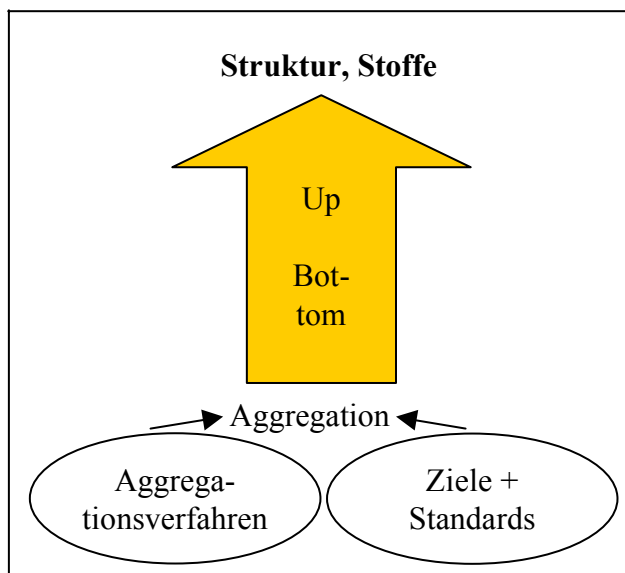 Struktur, Stoffe
Up
Bot-
tom
Aggregation
Aggrega-
tionsverfahren
Ziele +
Standards